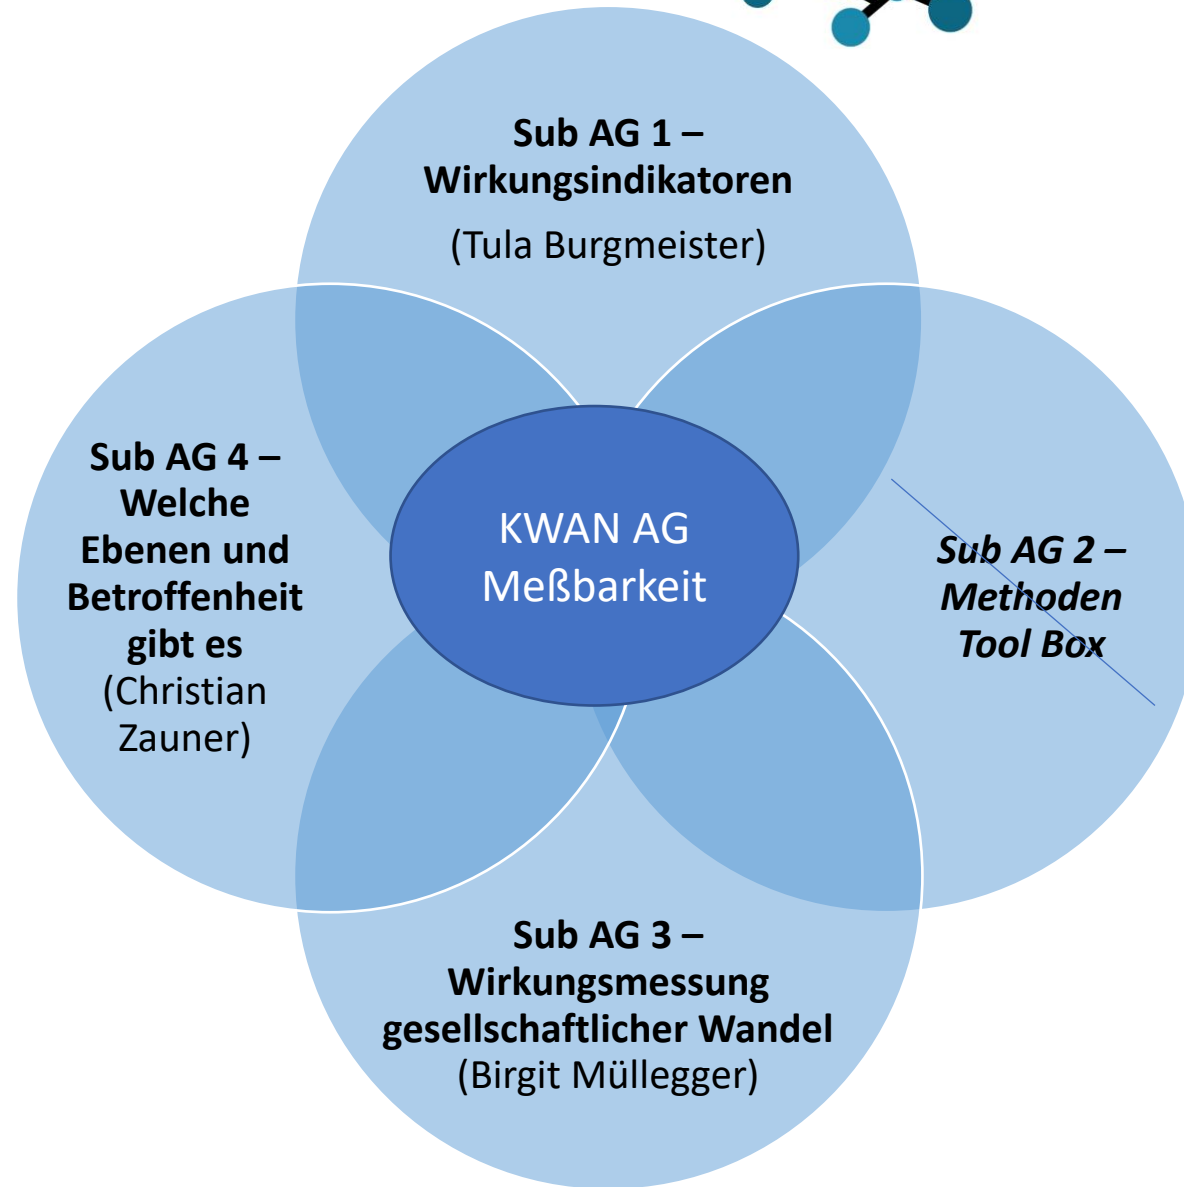 Sub AG 1 –
Wirkungsindikatoren
(Tula Burgmeister)
Sub AG 4 –
Welche
Ebenen und
Betroffenheit
gibt es
(Christian
Zauner)
KWAN AG
Meßbarkeit
Sub AG 2 –
Methoden
Tool Box
Sub AG 3 –
Wirkungsmessung
gesellschaftlicher Wandel
(Birgit Müllegger)